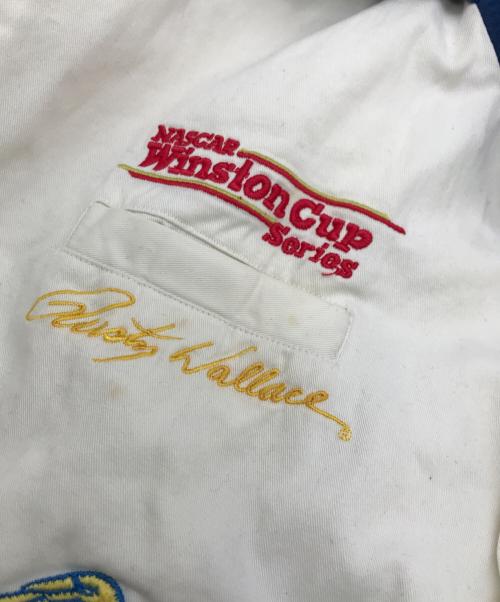 NASCAR
Winston Cup
Series
Rusty Wallace